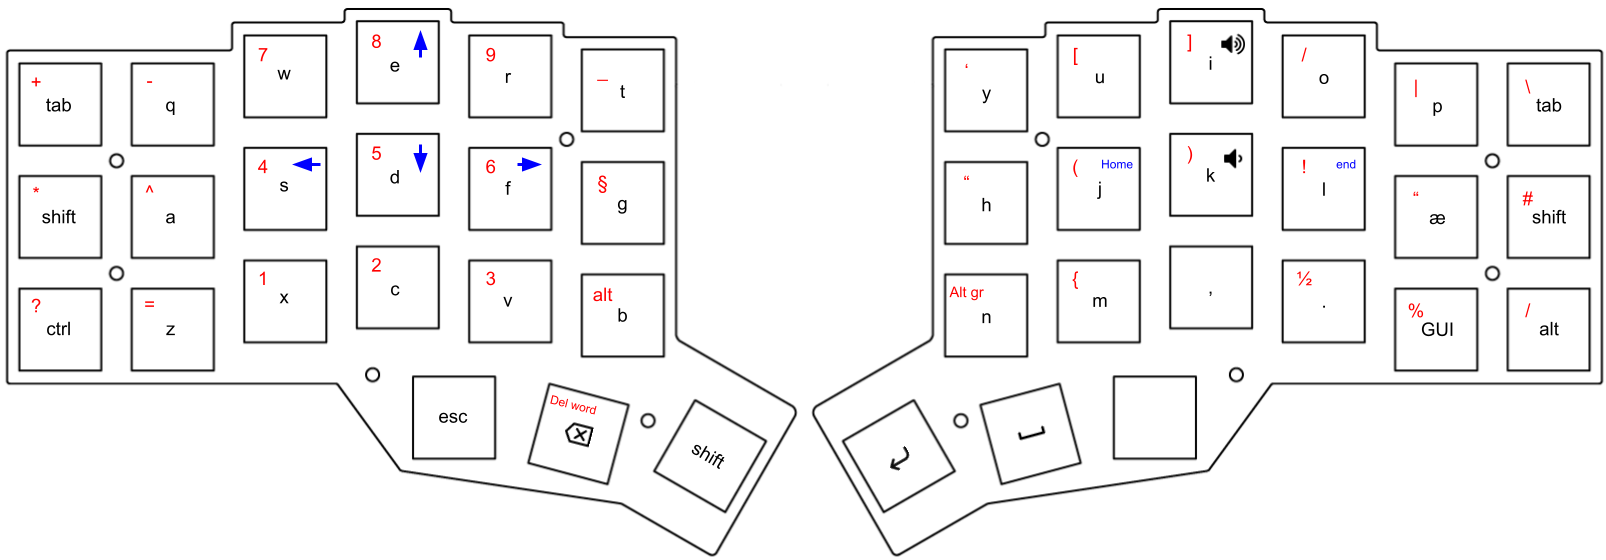 +
tab
-
q
7
w
8
e
9
r
_
t
*
shift
^
a
4
s
5
d
6
f
§
g
?
ctrl
=
z
1
x
2
c
3
v
alt
b
esc
Del word
shift
‘
y
[
u
]
i
/
o
|
p
\
tab
“
h
( Home
j
)
k
! end
l
“
æ
#
shift
Alt gr
n
{
m
,
½
.
%
GUI
/
alt